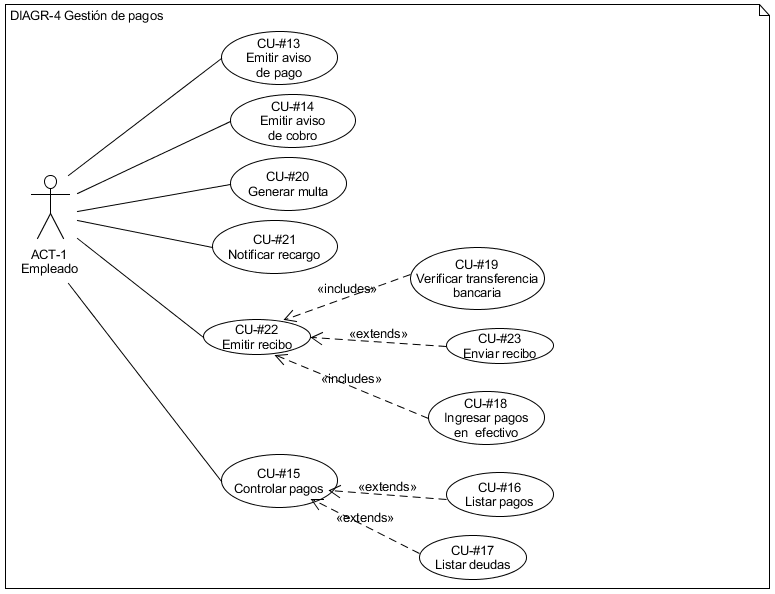 DIAGR-4 Gestión de pagos
CU-#13
Emitir aviso
de pago
CU-#14
Emitir aviso
de cobro
CU-#20
Generar multa
CU-#21
Notificar recargo
ACT-1
Empleado
CU-#19
Verificar transferencia
bancaria
«includes»
CU-#22
Emitir recibo
«extends»
CU-#23
Enviar recibo
«includes»
CU-#18
Ingresar pagos
en efectivo
CU-#15
Controlar pagos
«extends»
CU-#16
Listar pagos
«extends»
CU-#17
Listar deudas